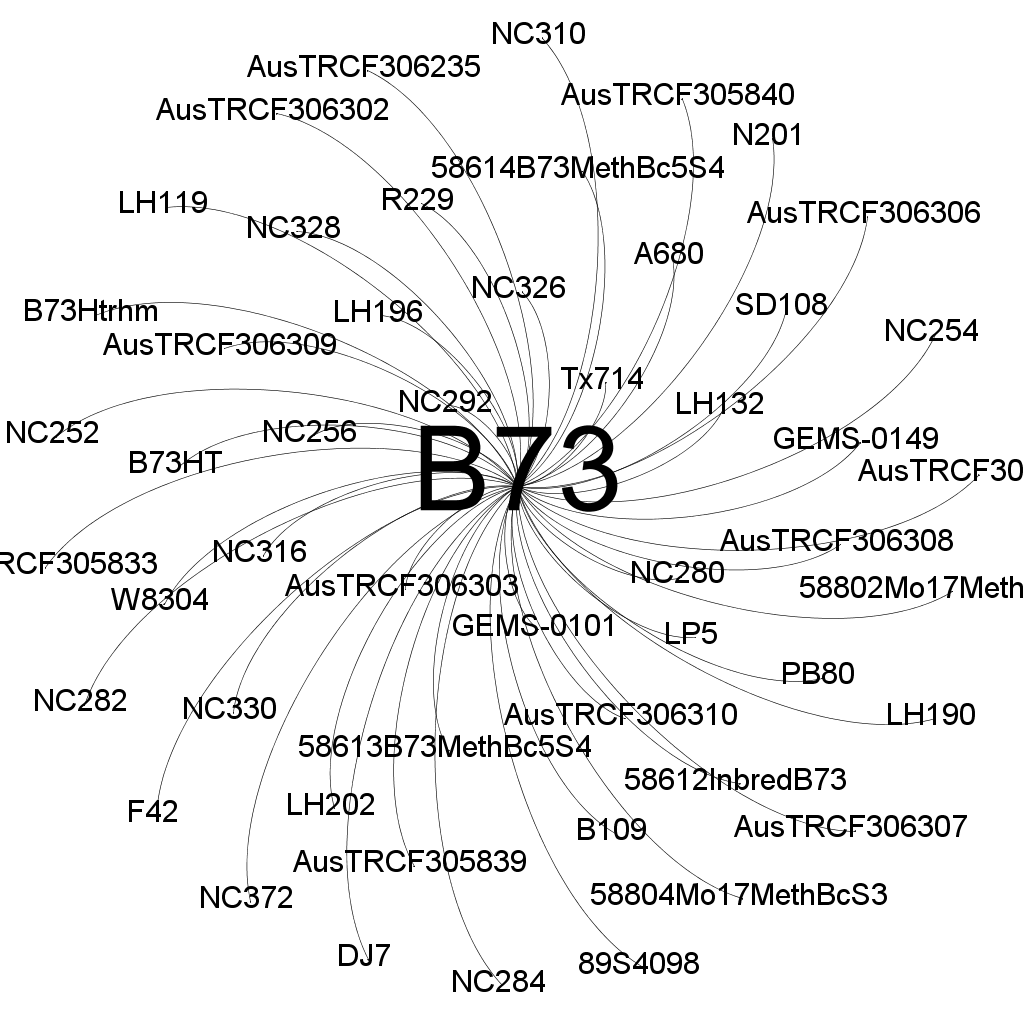 NC310
AusTRCF306235
AusTRCF305840
AusTRCF306302
N201
58614B73MethBc5S4
R229
LH119
AusTRCF306306
NC328
A680
NC326
SD108
B73Htrhm
LH196
NC254
AusTRCF306309
Tx714
NC292
LH132
NC252
NC256
GEMS-0149
B73HT
B73
AusTRCF30
AusTRCF306308
NC316
RCF305833
NC280
AusTRCF306303
58802Mo17Meth
W8304
GEMS-0101
LP5
PB80
NC282
NC330
AusTRCF306310
LH190
58613B73MethBc5S4
58612InbredB73
LH202
F42
B109
AusTRCF306307
AusTRCF305839
NC372
58804Mo17MethBcS3
DJ7
89S4098
NC284